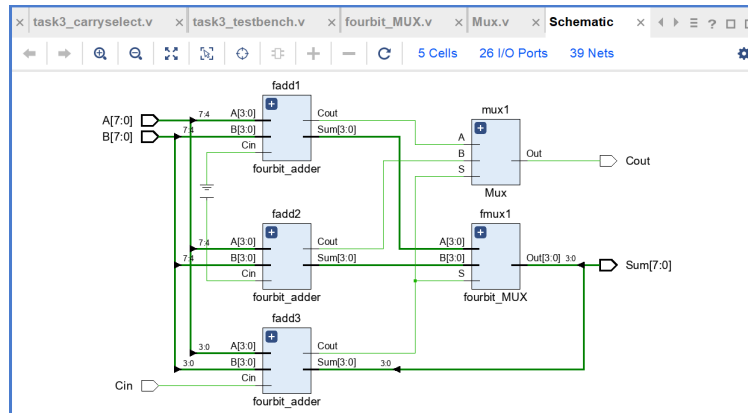 task3_carryselect.v × task3_testbench.v × fourbit_MUX.v × Mux.v × Schematic ×
5 Cells 26 I/O Ports 39 Nets
fadd1
A[7:0] 7:4 A[3:0] Cout
B[7:0] 7:4 B[3:0] Sum[3:0]
Cin
fourbit_adder
mux1
A
B Out Cout
S
Mux
fadd2
7:4 A[3:0] Cout
7:4 B[3:0] Sum[3:0]
Cin
fourbit_adder
fmux1
A[3:0]
B[3:0] Out[3:0] 3:0 Sum[7:0]
S
fourbit_MUX
fadd3
3:0 A[3:0] Cout
3:0 B[3:0] Sum[3:0] 3:0
Cin Cin
fourbit_adder